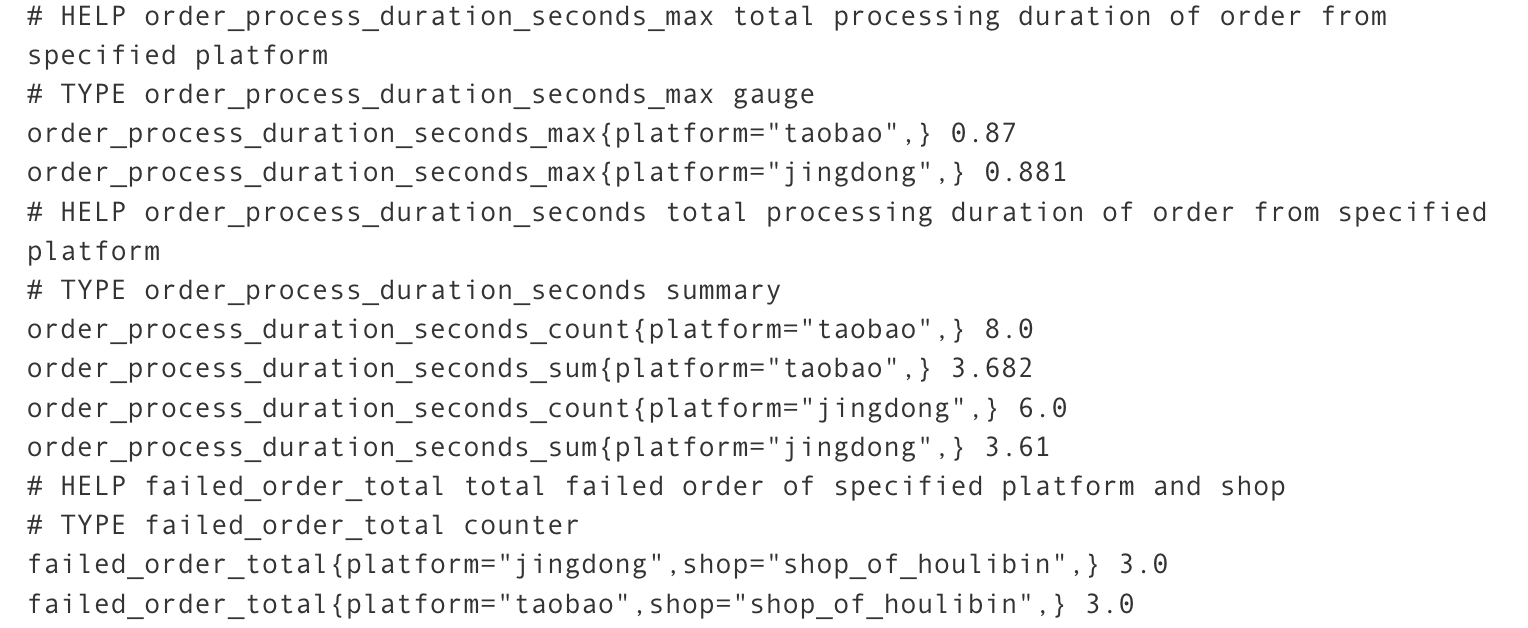 # HELP order_process_duration_seconds_max total processing duration of order from
specified platform
# TYPE order_process_duration_seconds_max gauge
order_process_duration_seconds_max{platform="taobao",} 0.87
order_process_duration_seconds_max{platform="jingdong",} 0.881
# HELP order_process_duration_seconds total processing duration of order from specified
platform
# TYPE order_process_duration_seconds summary
order_process_duration_seconds_count{platform="taobao",} 8.0
order_process_duration_seconds_sum{platform="taobao",} 3.682
order_process_duration_seconds_count{platform="jingdong",} 6.0
order_process_duration_seconds_sum{platform="jingdong",} 3.61
# HELP failed_order_total total failed order of specified platform and shop
# TYPE failed_order_total counter
failed_order_total{platform="jingdong",shop="shop_of_houlibin",} 3.0
failed_order_total{platform="taobao",shop="shop_of_houlibin",} 3.0